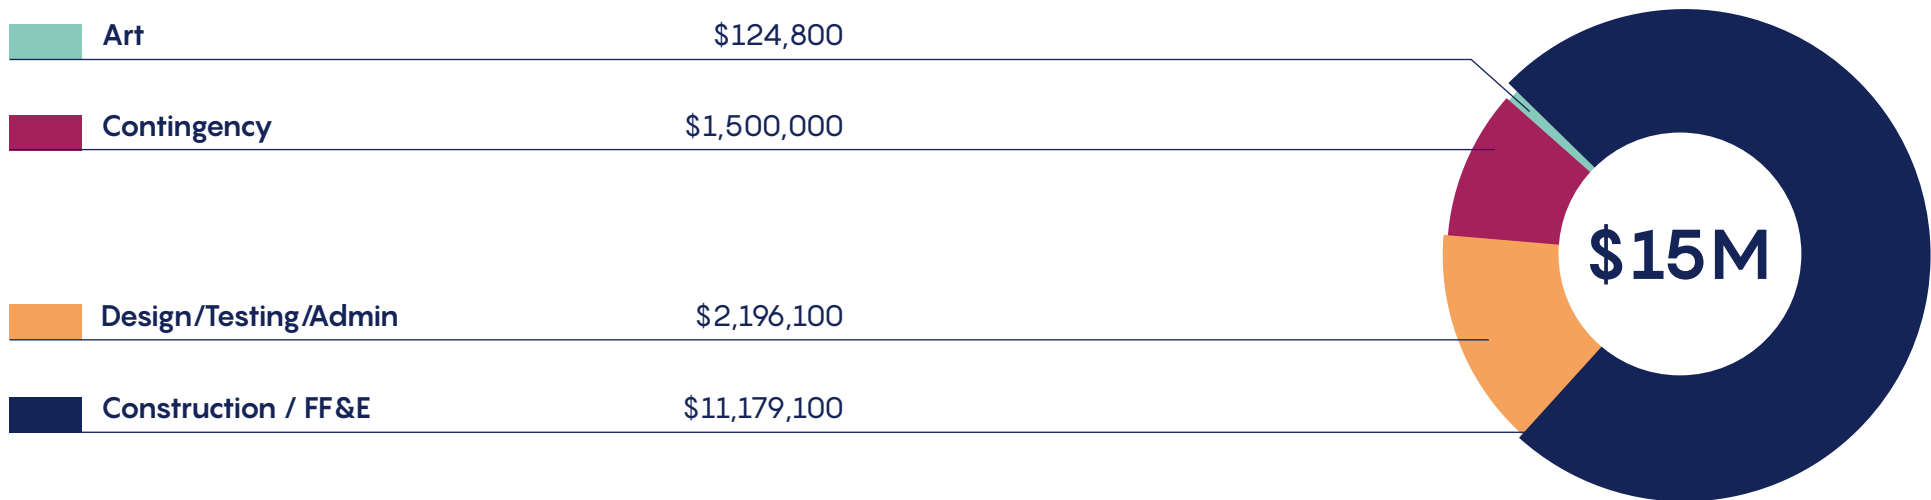 Art $124,800
Contingency $1,500,000
Design/Testing/Admin $2,196,100
Construction / FF&E $11,179,100
$15M